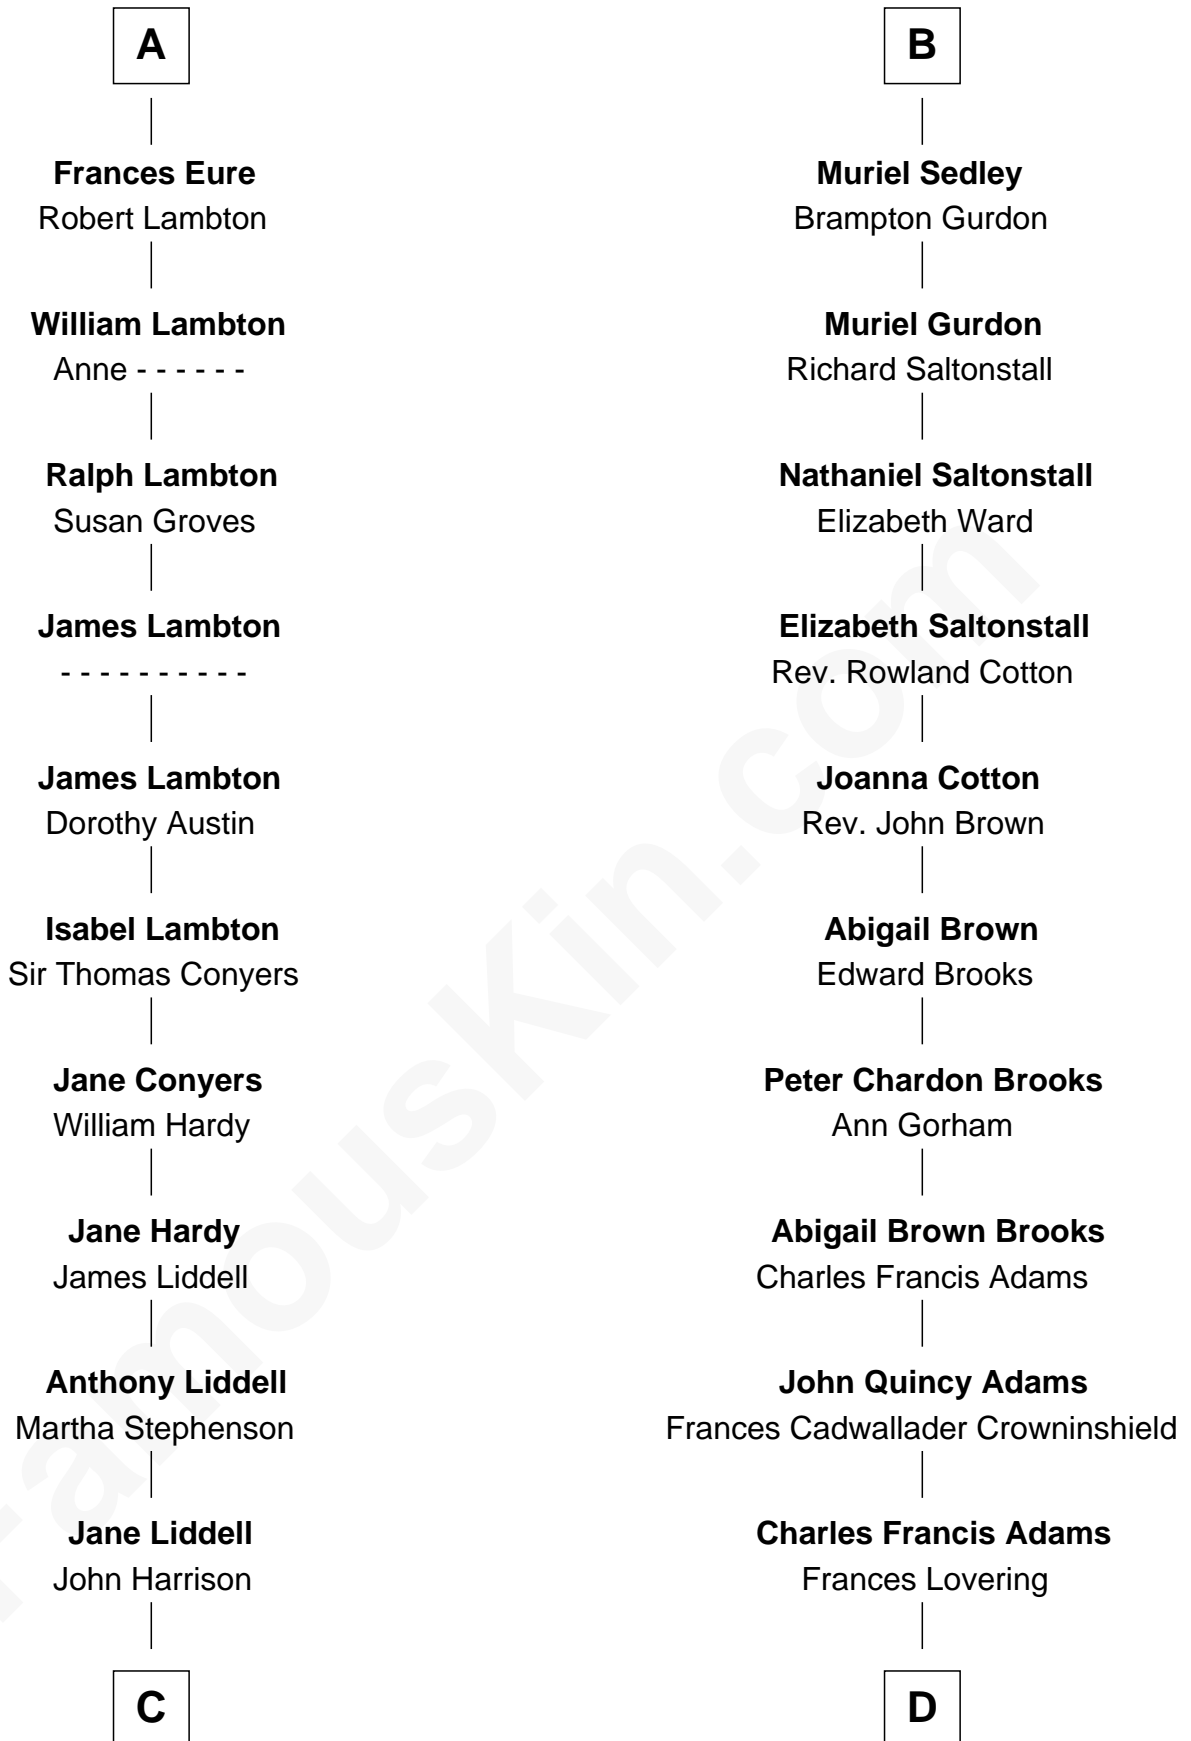 A
Frances Eure
Robert Lambton
William Lambton
Anne - - - - - -
Ralph Lambton
Susan Groves
James Lambton
- - - - - - - - - -
James Lambton
Dorothy Austin
Isabel Lambton
Sir Thomas Conyers
Jane Conyers
William Hardy
Jane Hardy
James Liddell
Anthony Liddell
Martha Stephenson
Jane Liddell
John Harrison
C
B
Muriel Sedley
Brampton Gurdon
Muriel Gurdon
Richard Saltonstall
Nathaniel Saltonstall
Elizabeth Ward
Elizabeth Saltonstall
Rev. Rowland Cotton
Joanna Cotton
Rev. John Brown
Abigail Brown
Edward Brooks
Peter Chardon Brooks
Ann Gorham
Abigail Brown Brooks
Charles Francis Adams
John Quincy Adams
Frances Cadwallader Crowninshield
Charles Francis Adams
Frances Lovering
D
FamousKin.com